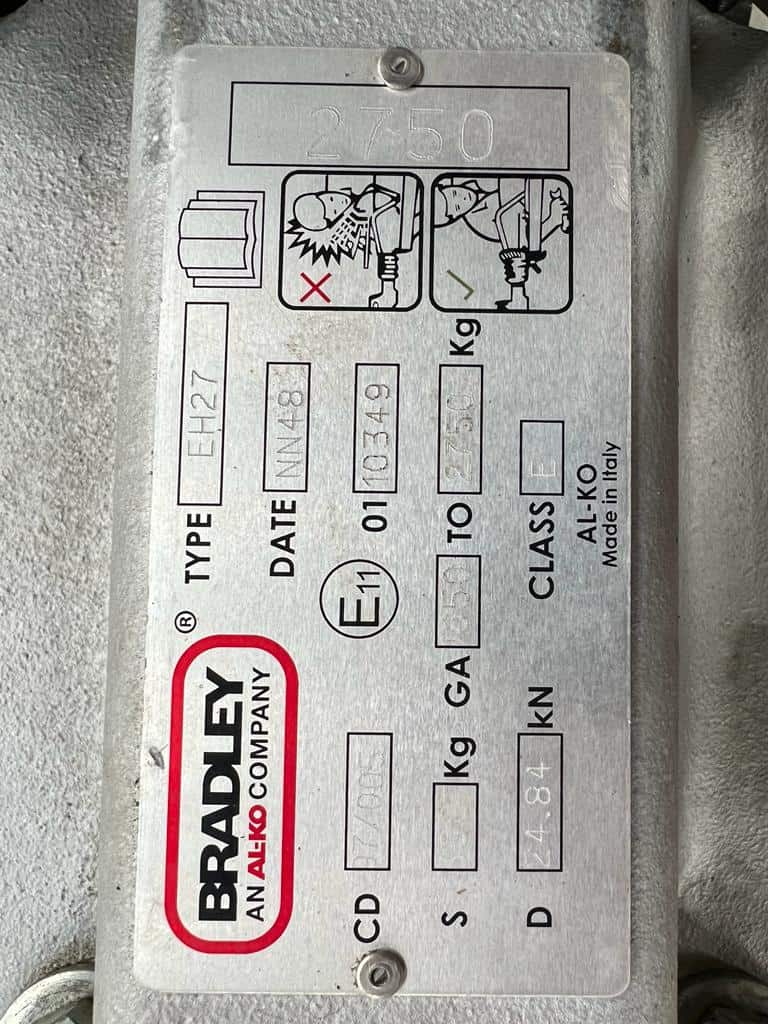 BRADLEY ®
AN AL-KO COMPANY
TYPE EH27
2750
DATE NN48
CD
E11 01 10349
S Kg GA TO 2750 Kg
D 24.84 kN CLASS E
AL-KO
Made in Italy